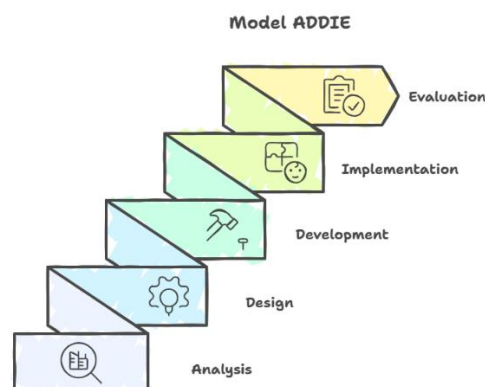 Model ADDIE
Evaluation
Implementation
Development
Design
Analysis